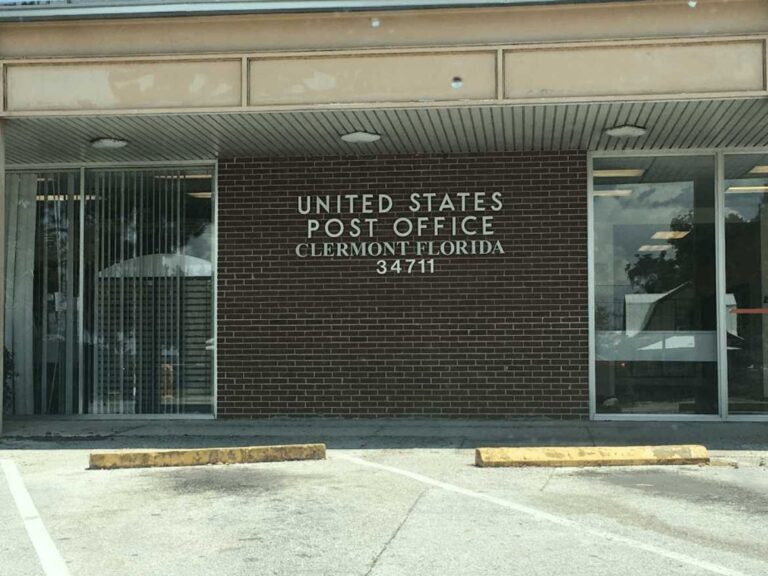 UNITED STATES
POST OFFICE
CLERMONT FLORIDA
34711